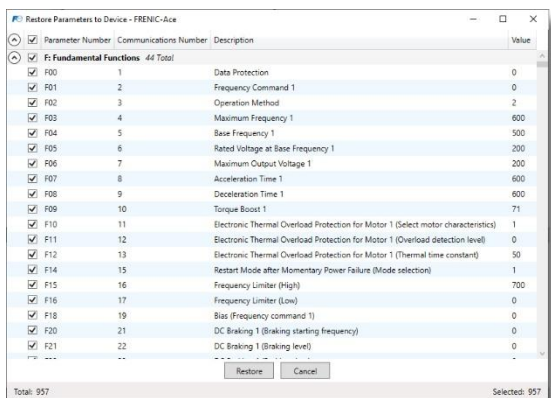 Restore Parameters to Device - FRENIC-Ace
Parameter Number Communications Number Description Value
F: Fundamental Functions 44 Total
F00 1 Data Protection 0
F01 2 Frequency Command 1 0
F02 3 Operation Method 2
F03 4 Maximum Frequency 1 600
F04 5 Base Frequency 1 500
F05 6 Rated Voltage at Base Frequency 1 200
F06 7 Maximum Output Voltage 1 200
F07 8 Acceleration Time 1 600
F08 9 Deceleration Time 1 600
F09 10 Torque Boost 1 71
F10 11 Electronic Thermal Overload Protection for Motor 1 (Select motor characteristics) 1
F11 12 Electronic Thermal Overload Protection for Motor 1 (Overload detection level) 0
F12 13 Electronic Thermal Overload Protection for Motor 1 (Thermal time constant) 50
F14 15 Restart Mode after Momentary Power Failure (Mode selection) 1
F15 16 Frequency Limiter (High) 700
F16 17 Frequency Limiter (Low) 0
F18 19 Bias (Frequency command 1) 0
F20 21 DC Braking 1 (Braking starting frequency) 0
F21 22 DC Braking 1 (Braking level) 0
Restore Cancel
Total: 957 Selected: 957